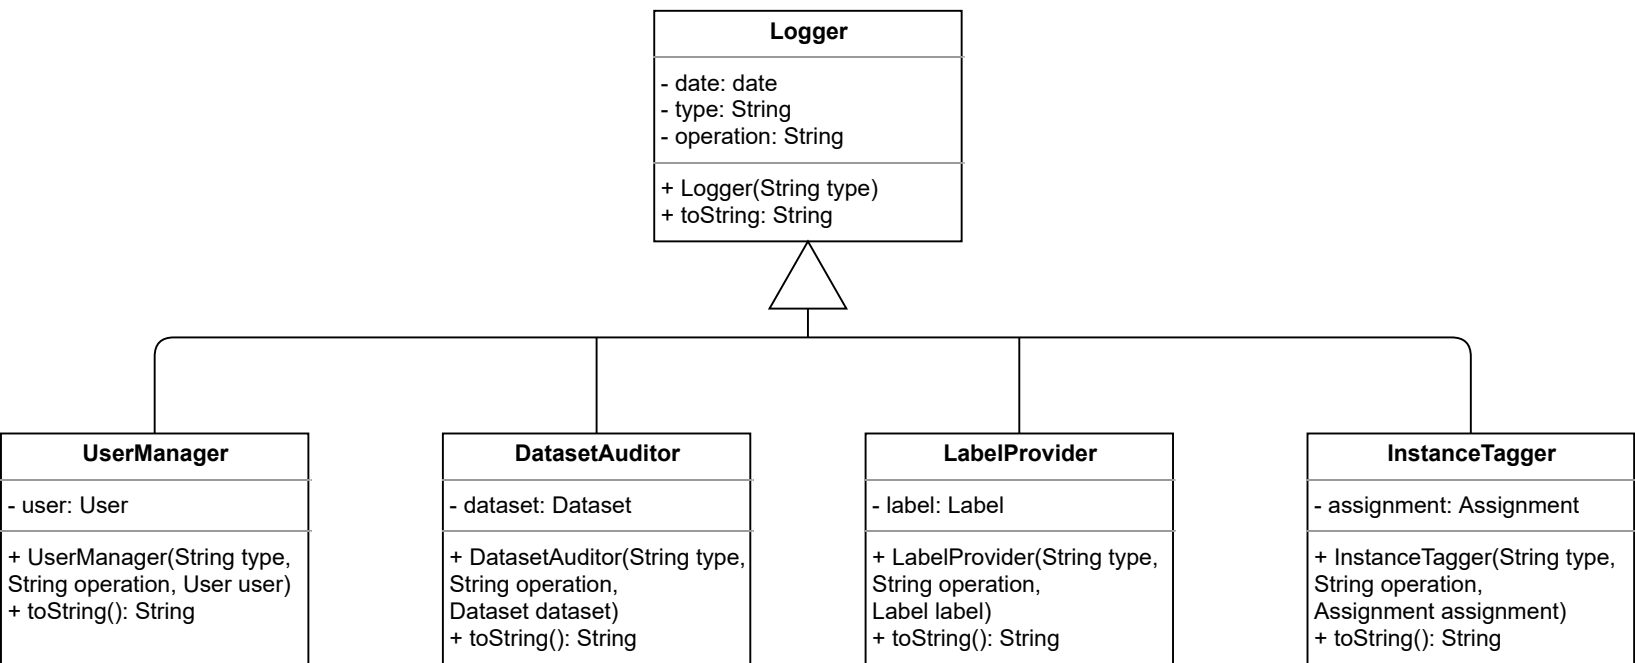 Logger
- date: date
- type: String
- operation: String
+ Logger(String type)
+ toString: String
UserManager
- user: User
+ UserManager(String type,
String operation, User user)
+ toString(): String
DatasetAuditor
- dataset: Dataset
+ DatasetAuditor(String type,
String operation,
Dataset dataset)
+ toString(): String
LabelProvider
- label: Label
+ LabelProvider(String type,
String operation,
Label label)
+ toString(): String
InstanceTagger
- assignment: Assignment
+ InstanceTagger(String type,
String operation,
Assignment assignment)
+ toString(): String